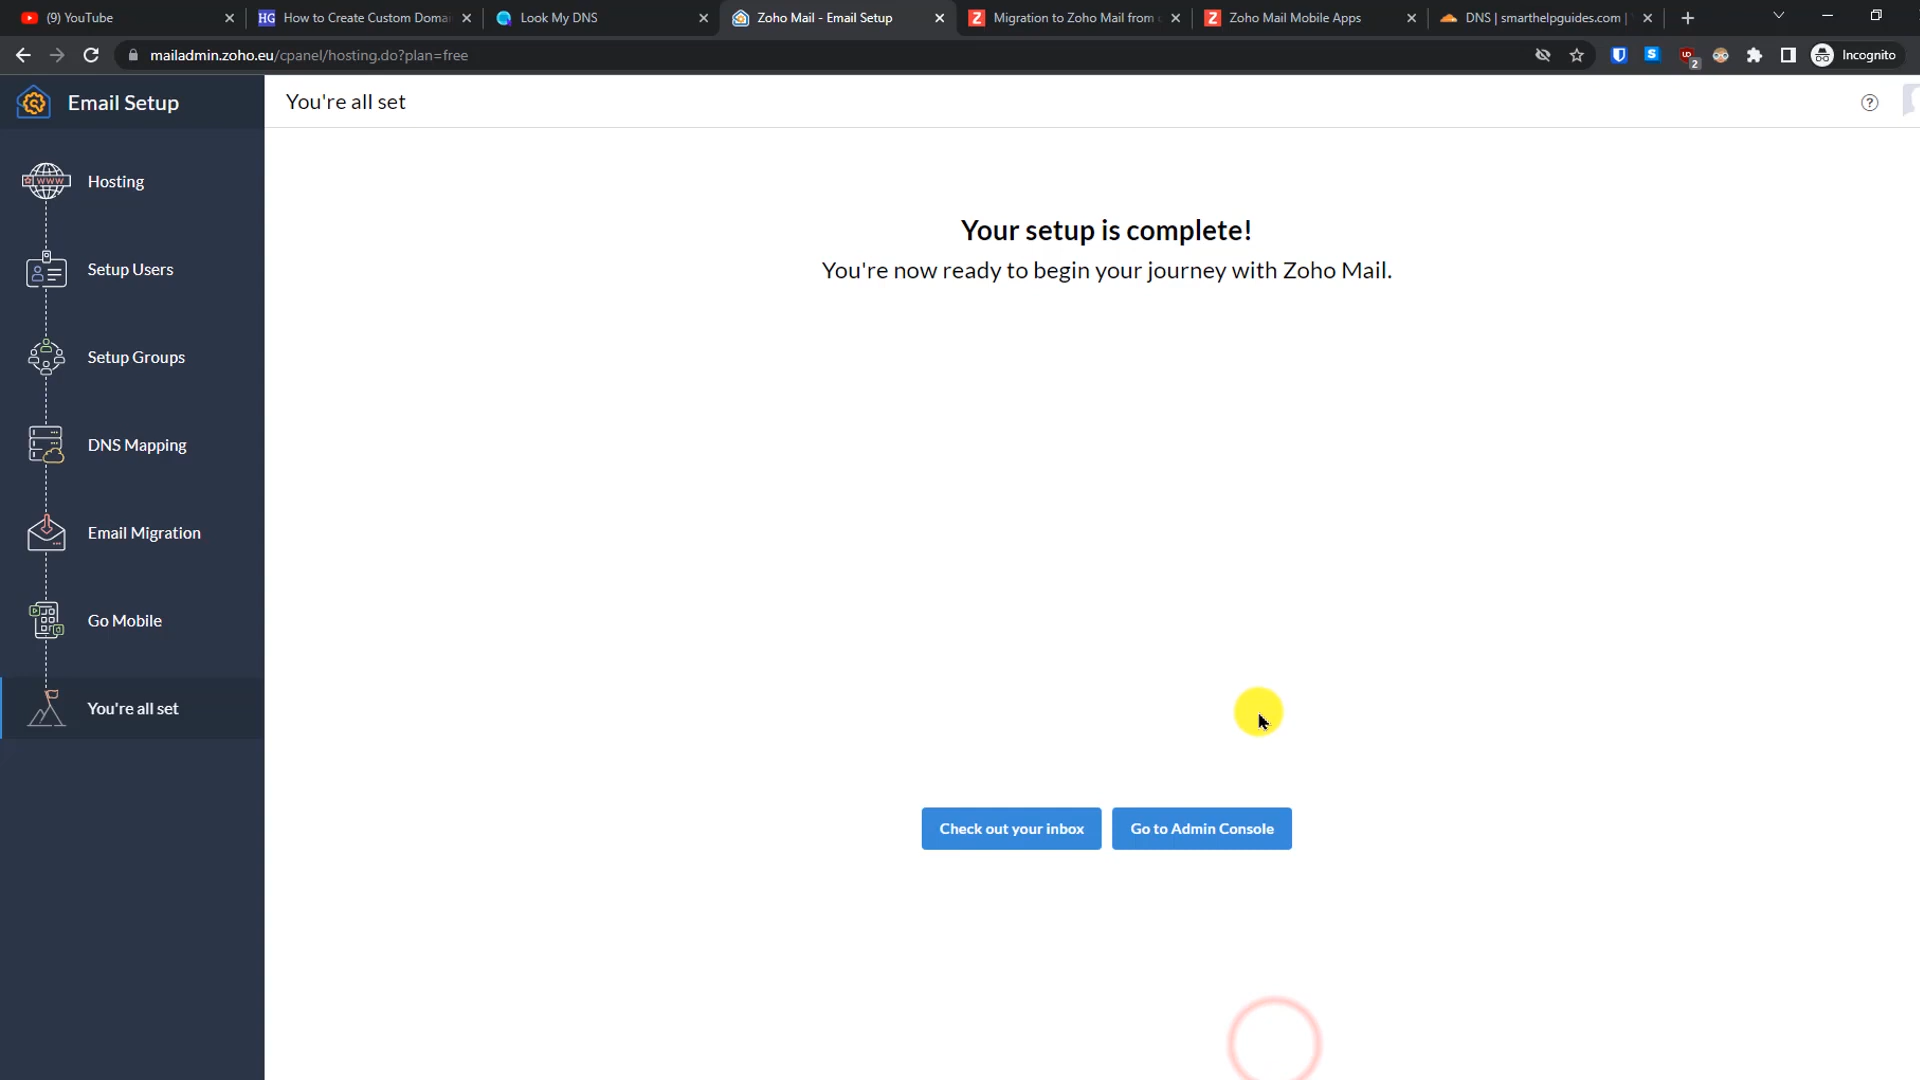 (9) YouTube
HG How to Create Custom Domai
Look My DNS
Zoho Mail - Email Setup
Z Migration to Zoho Mail from
Z Zoho Mail Mobile Apps
DNS | smarthelpguides.com |
mailadmin.zoho.eu/cpanel/hosting.do?plan=free
S
UD
2
Incognito
Email Setup
You're all set
?
WWW
Hosting
Setup Users
Setup Groups
DNS Mapping
Email Migration
Go Mobile
You're all set
Your setup is complete!
You're now ready to begin your journey with Zoho Mail.
Check out your inbox
Go to Admin Console